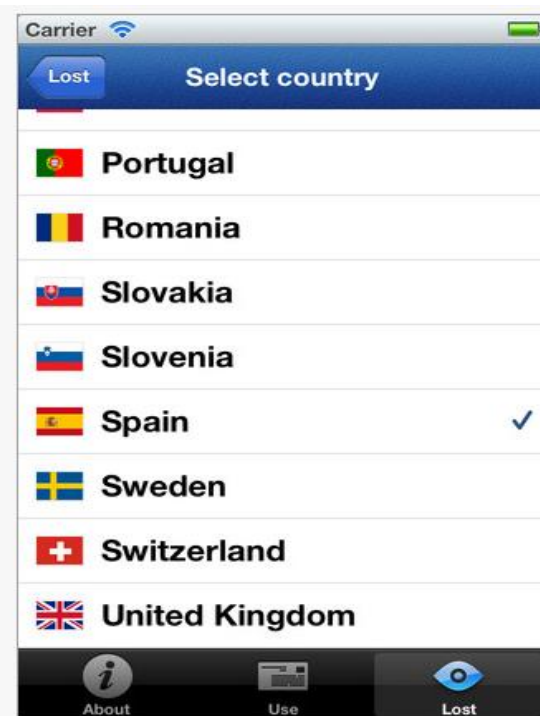 Carrier
Lost
Select country
Portugal
Romania
Slovakia
Slovenia
Spain
Sweden
Switzerland
United Kingdom
About
Use
Lost